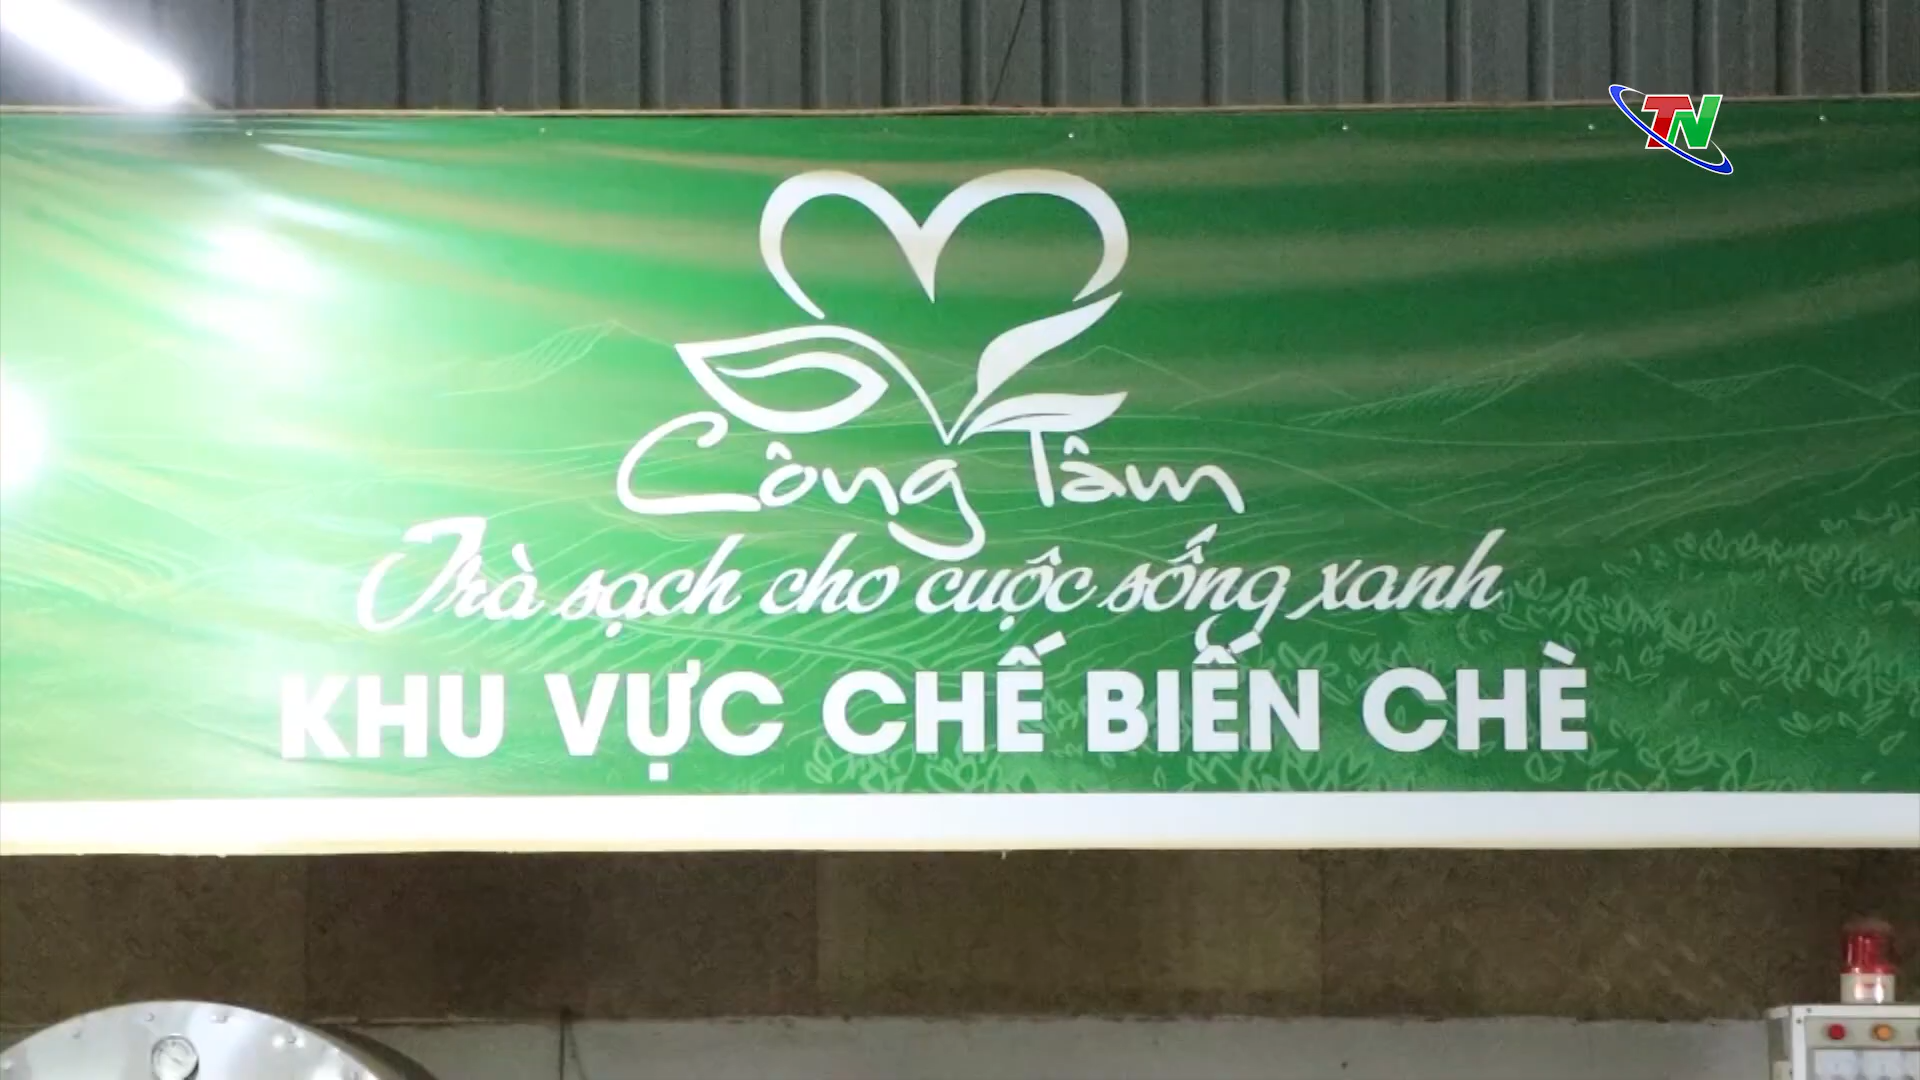 TN
Công Tâm
Trà sạch cho cuộc sống xanh
KHU VỰC CHẾ BIẾN CHÈ